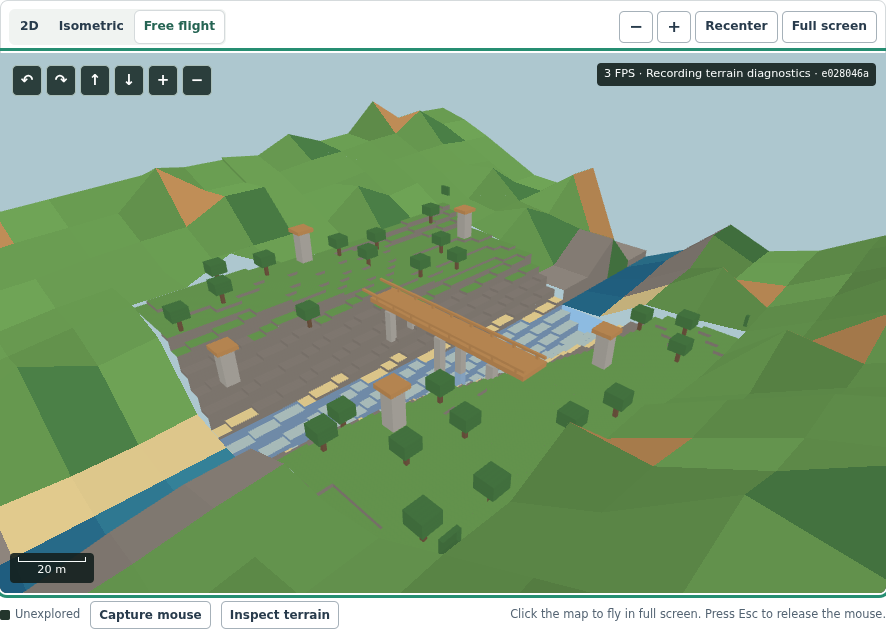 2D Isometric Free flight − + Recenter Full screen
↶ ↷ ↑ ↓ + −
3 FPS · Recording terrain diagnostics · e028046a
20 m
Unexplored Capture mouse Inspect terrain Click the map to fly in full screen. Press Esc to release the mouse.